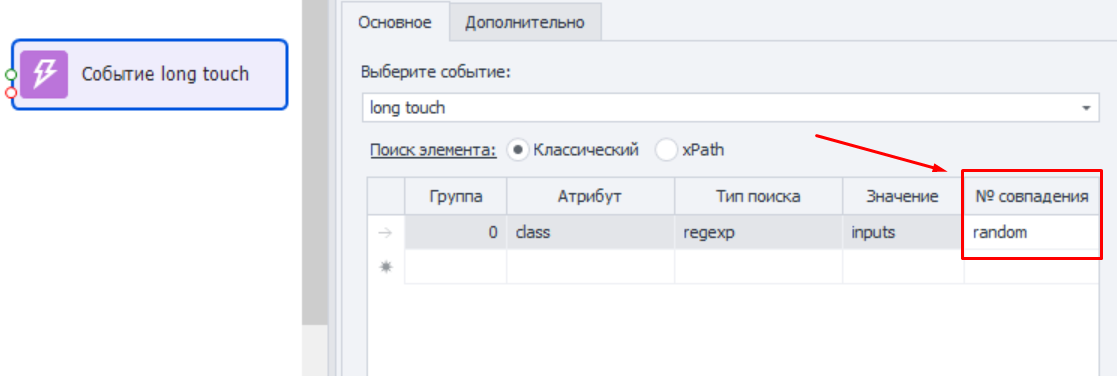 Событие long touch
Основное Дополнительно
Выберите событие:
long touch
Поиск элемента: Классический xPath
Группа Атрибут Тип поиска Значение № совпадения
0 class regexp inputs random